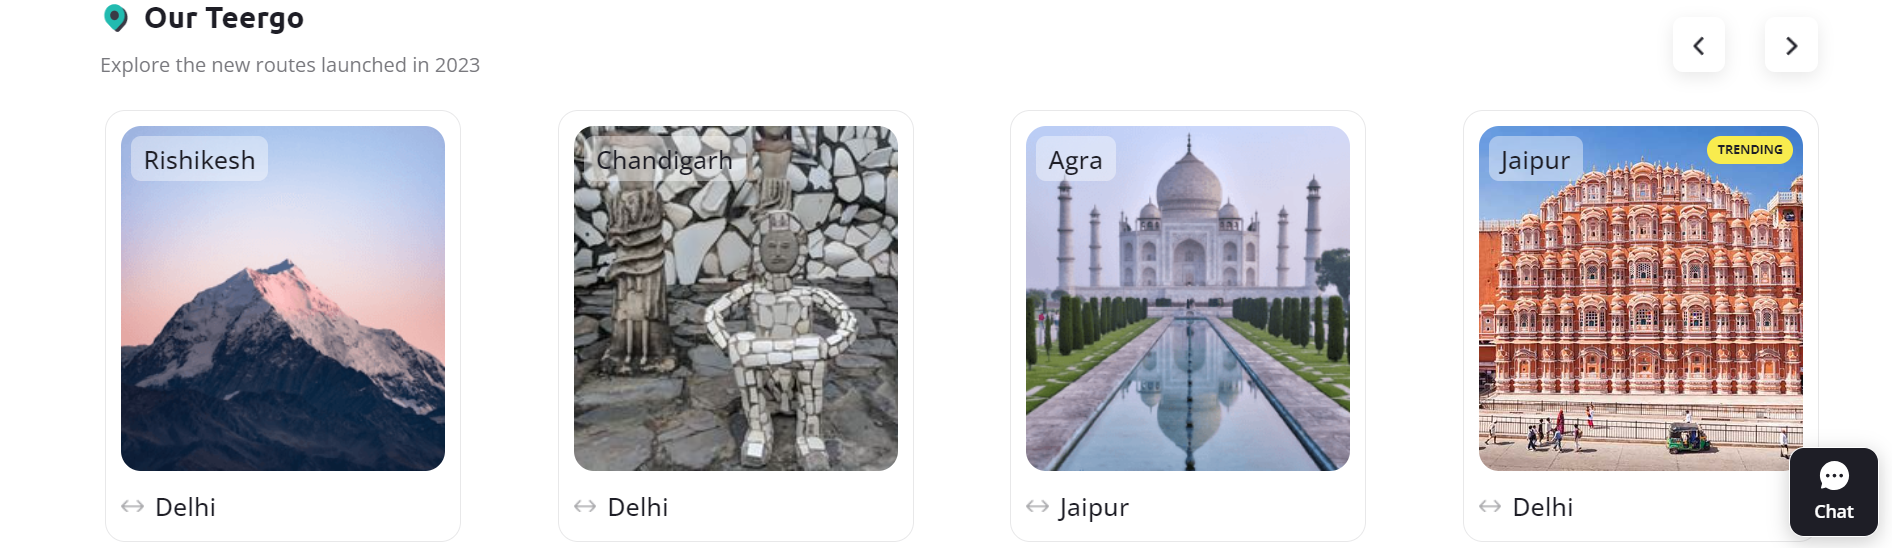 Our Teergo
Explore the new routes launched in 2023
Rishikesh
Delhi
Chandigarh
Delhi
Agra
Jaipur
Jaipur
TRENDING
Delhi
Chat